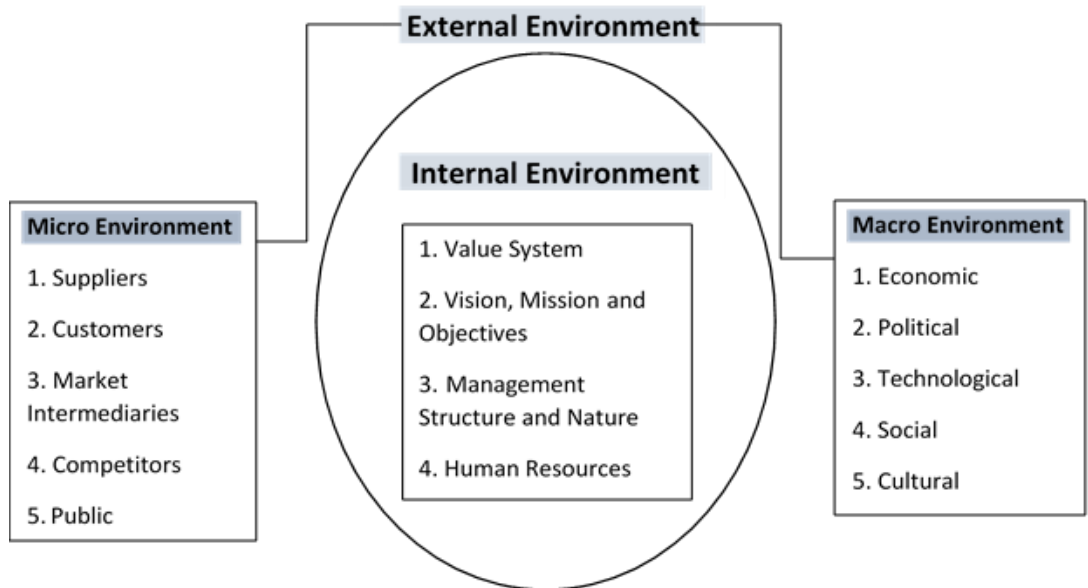 External Environment
Internal Environment
Micro Environment
1. Suppliers
2. Customers
3. Market
Intermediaries
4. Competitors
5. Public
1. Value System
2. Vision, Mission and
Objectives
3. Management
Structure and Nature
4. Human Resources
Macro Environment
1. Economic
2. Political
3. Technological
4. Social
5. Cultural